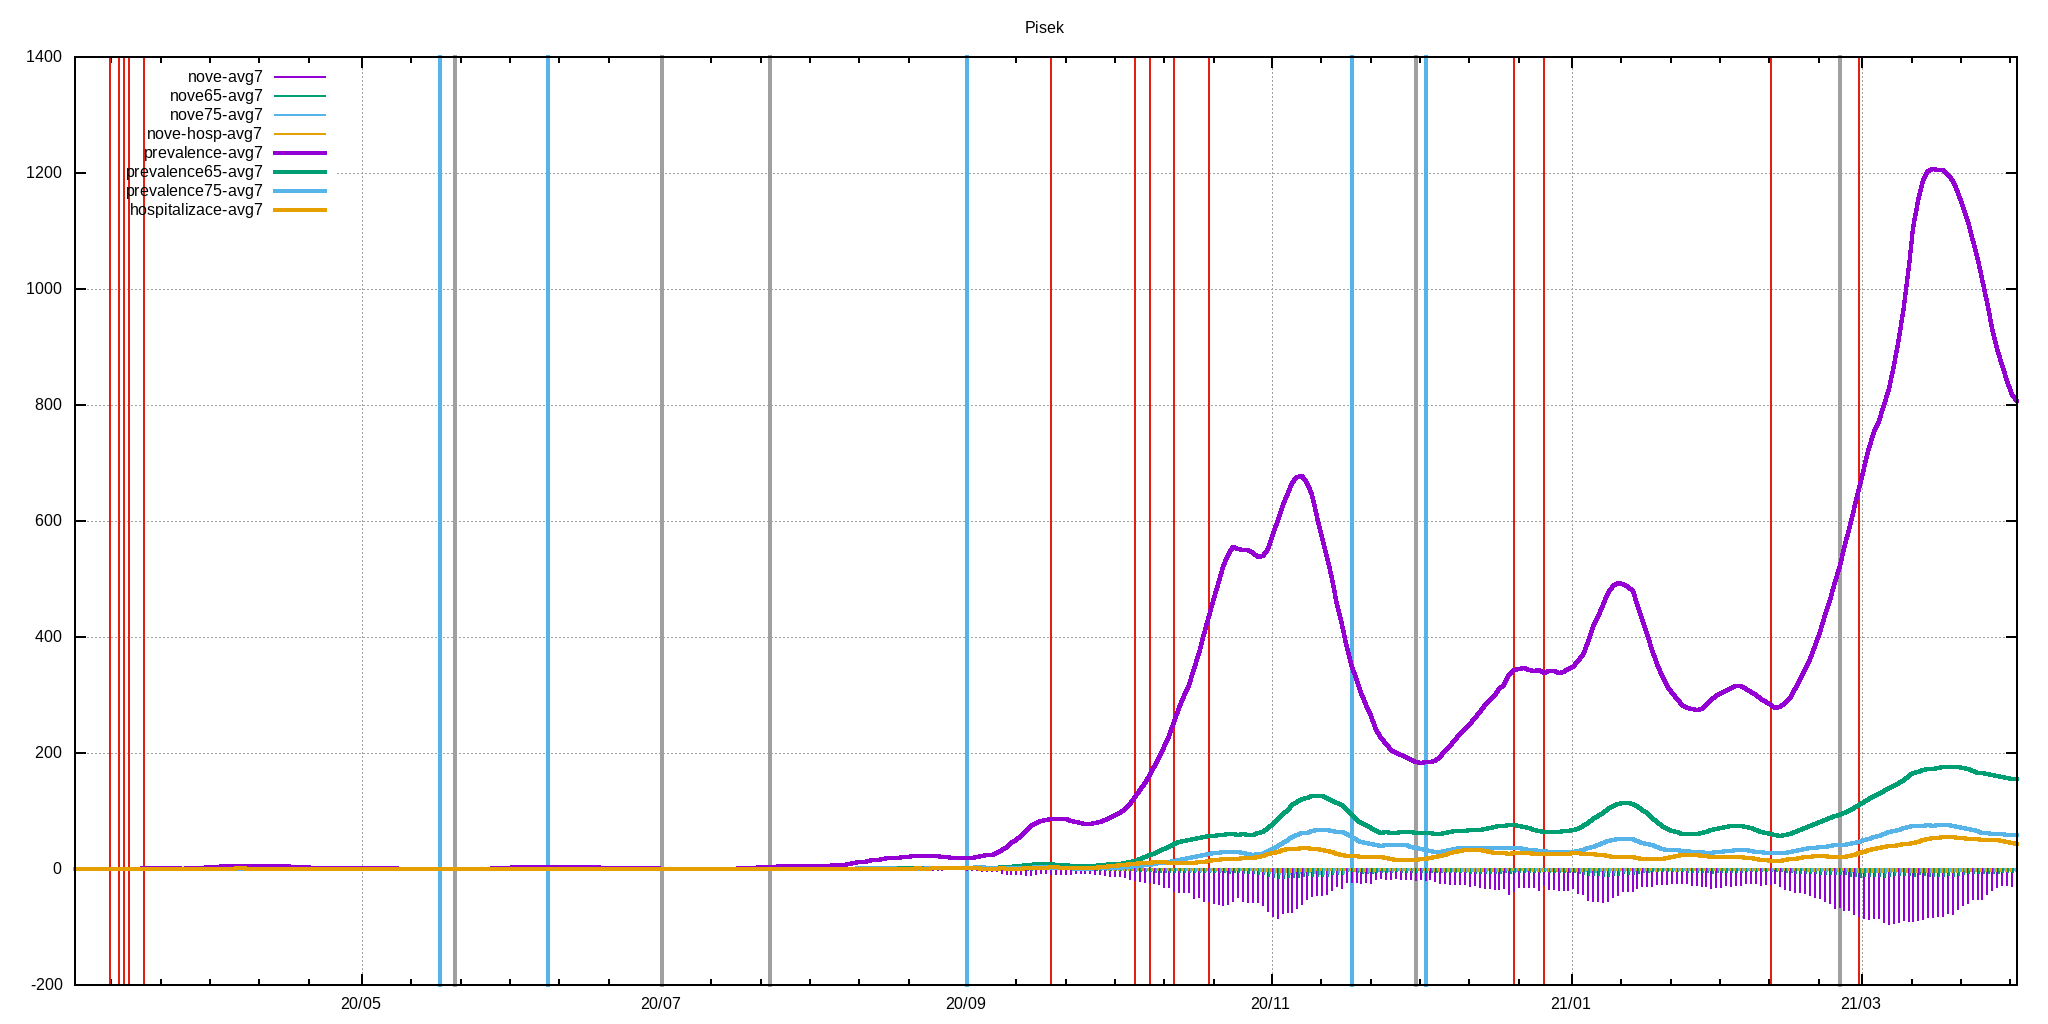 Pisek
1400
1200
1000
800
600
400
200
0
-200
nove-avg7
nove65-avg7
nove75-avg7
nove-hosp-avg7
prevalence-avg7
prevalence65-avg7
prevalence75-avg7
hospitalizace-avg7
20/05 20/07 20/09 20/11 21/01 21/03